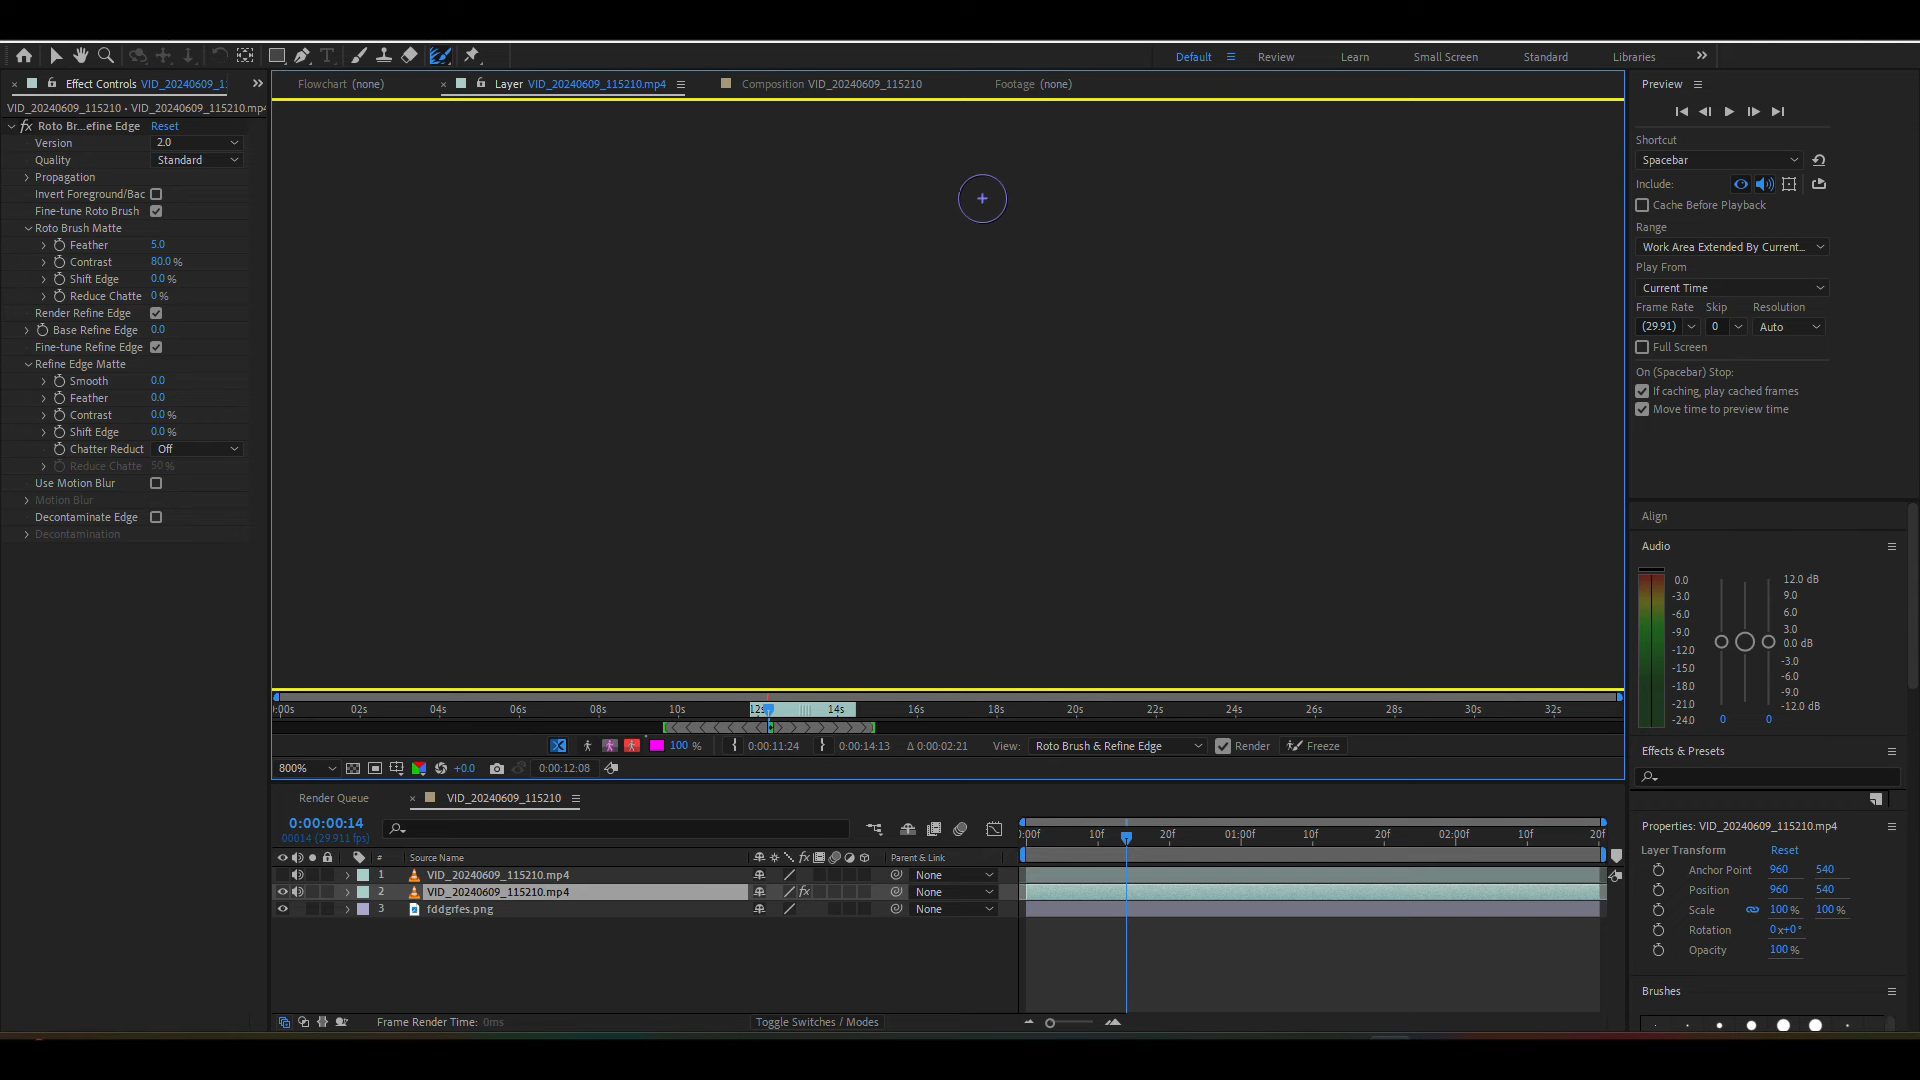 Default
Review
Learn
Small Screen
Standard
Libraries
Effect Controls VID_20240609_1
Flowchart (none)
Layer VID_20240609_115210.mp4
Composition VID_20240609_115210
Footage (none)
Preview
VID_20240609_115210 • VID_20240609_115210.mp4
fx Roto Br...efine Edge Reset
Version 2.0
Quality Standard
Propagation
Invert Foreground/Bac
Fine-tune Roto Brush
Roto Brush Matte
Feather 5.0
Contrast 80.0 %
Shift Edge 0.0 %
Reduce Chatte 0 %
Render Refine Edge
Base Refine Edge 0.0
Fine-tune Refine Edge
Refine Edge Matte
Smooth 0.0
Feather 0.0
Contrast 0.0 %
Shift Edge 0.0 %
Chatter Reduct Off
Reduce Chatte 50 %
Use Motion Blur
Motion Blur
Decontaminate Edge
Decontamination
Shortcut
Spacebar
Include:
Cache Before Playback
Range
Work Area Extended By Current...
Play From
Current Time
Frame Rate Skip Resolution
(29.91) 0 Auto
Full Screen
On (Spacebar) Stop:
If caching, play cached frames
Move time to preview time
Align
Audio
0.0
-3.0
-6.0
-9.0
-12.0
-15.0
-18.0
-21.0
-24.0
12.0 dB
9.0
6.0
3.0
0.0 dB
-3.0
-6.0
-9.0
-12.0 dB
0 0
:00s 02s 04s 06s 08s 10s 12s 14s 16s 18s 20s 22s 24s 26s 28s 30s 32s
100 % 0:00:11:24 0:00:14:13 Δ 0:00:02:21 View: Roto Brush & Refine Edge Render Freeze
800% +0.0 0:00:12:08
Effects & Presets
Render Queue
VID_20240609_115210
0:00:00:14
00014 (29.911 fps)
):00f 10f 20f 01:00f 10f 20f 02:00f 10f 20f
# Source Name fx Parent & Link
1 VID_20240609_115210.mp4 None
2 VID_20240609_115210.mp4 fx None
3 fddgrfes.png None
Frame Render Time: 0ms
Toggle Switches / Modes
Properties: VID_20240609_115210.mp4
Layer Transform Reset
Anchor Point 960 540
Position 960 540
Scale 100 % 100 %
Rotation 0x+0°
Opacity 100 %
Brushes